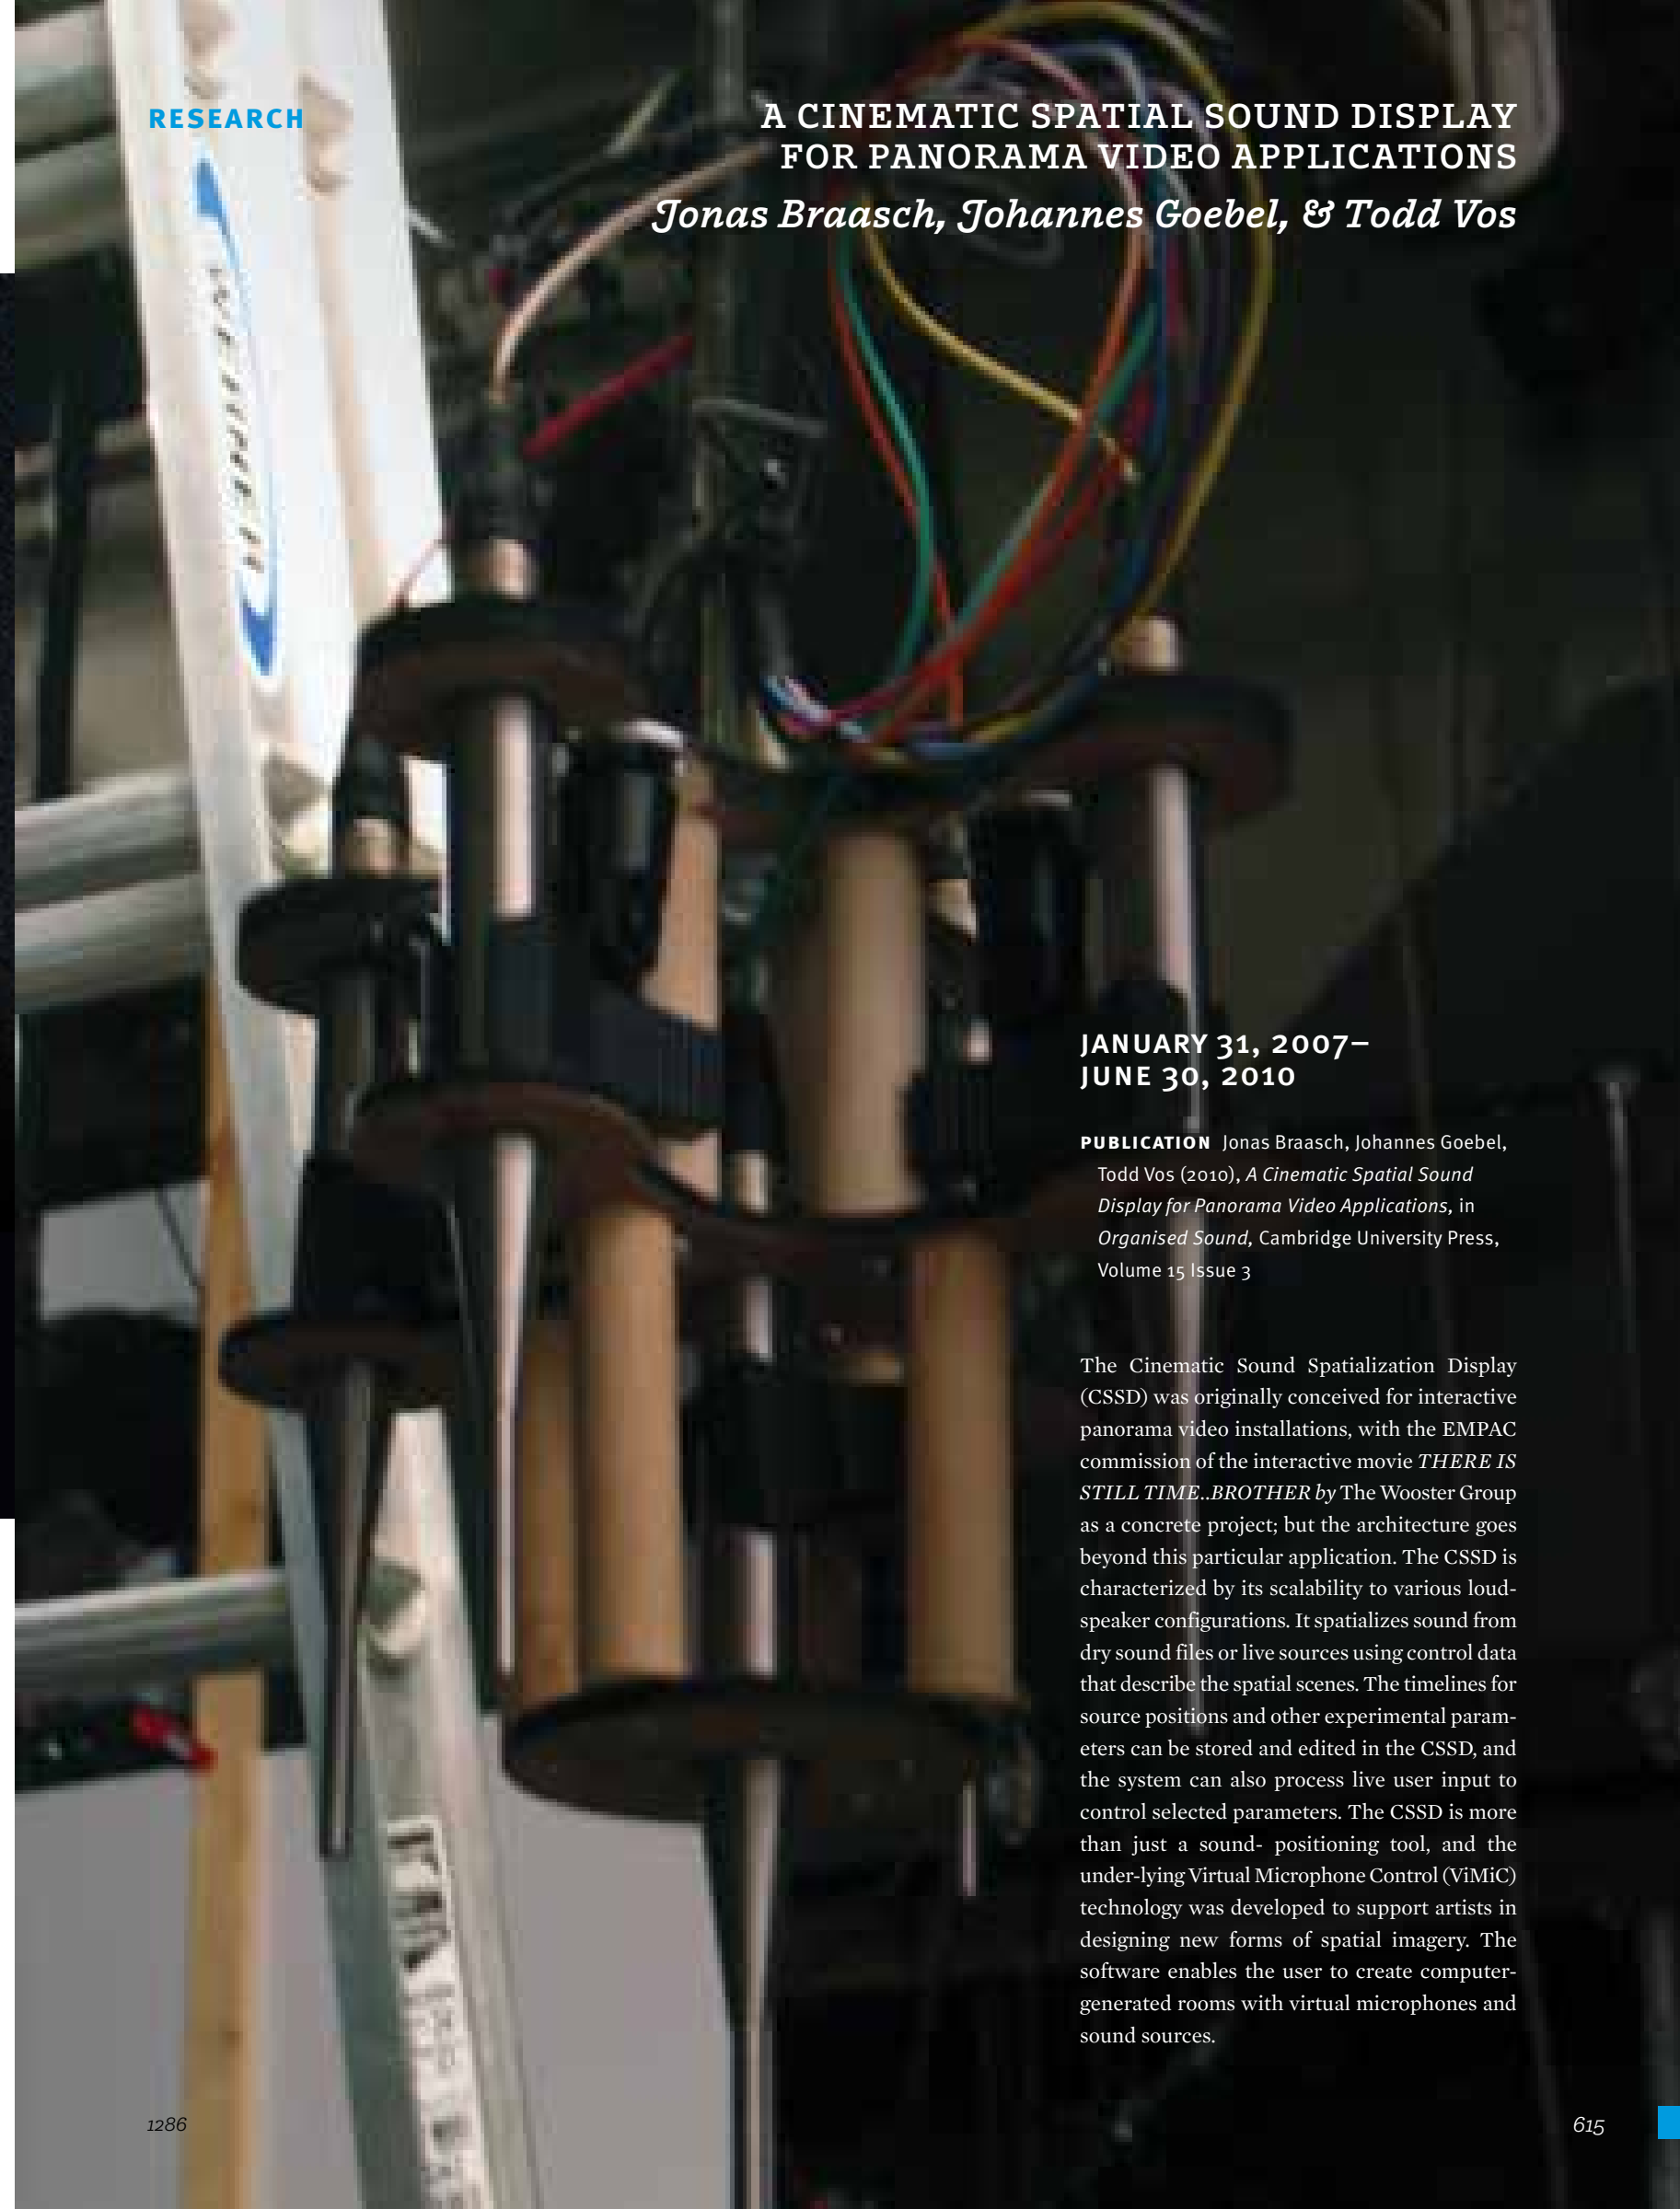 RESEARCH
A CINEMATIC SPATIAL SOUND DISPLAY
FOR PANORAMA VIDEO APPLICATIONS
Jonas Braasch, Johannes Goebel, & Todd Vos
JANUARY 31, 2007–
JUNE 30, 2010
PUBLICATION Jonas Braasch, Johannes Goebel,
Todd Vos (2010), A Cinematic Spatial Sound
Display for Panorama Video Applications, in
Organised Sound, Cambridge University Press,
Volume 15 Issue 3
The Cinematic Sound Spatialization Display
(CSSD) was originally conceived for interactive
panorama video installations, with the EMPAC
commission of the interactive movie THERE IS
STILL TIME..BROTHER by The Wooster Group
as a concrete project; but the architecture goes
beyond this particular application. The CSSD is
characterized by its scalability to various loud-
speaker configurations. It spatializes sound from
dry sound files or live sources using control data
that describe the spatial scenes. The timelines for
source positions and other experimental param-
eters can be stored and edited in the CSSD, and
the system can also process live user input to
control selected parameters. The CSSD is more
than just a sound- positioning tool, and the
under-lying Virtual Microphone Control (ViMiC)
technology was developed to support artists in
designing new forms of spatial imagery. The
software enables the user to create computer-
generated rooms with virtual microphones and
sound sources.
1286
615